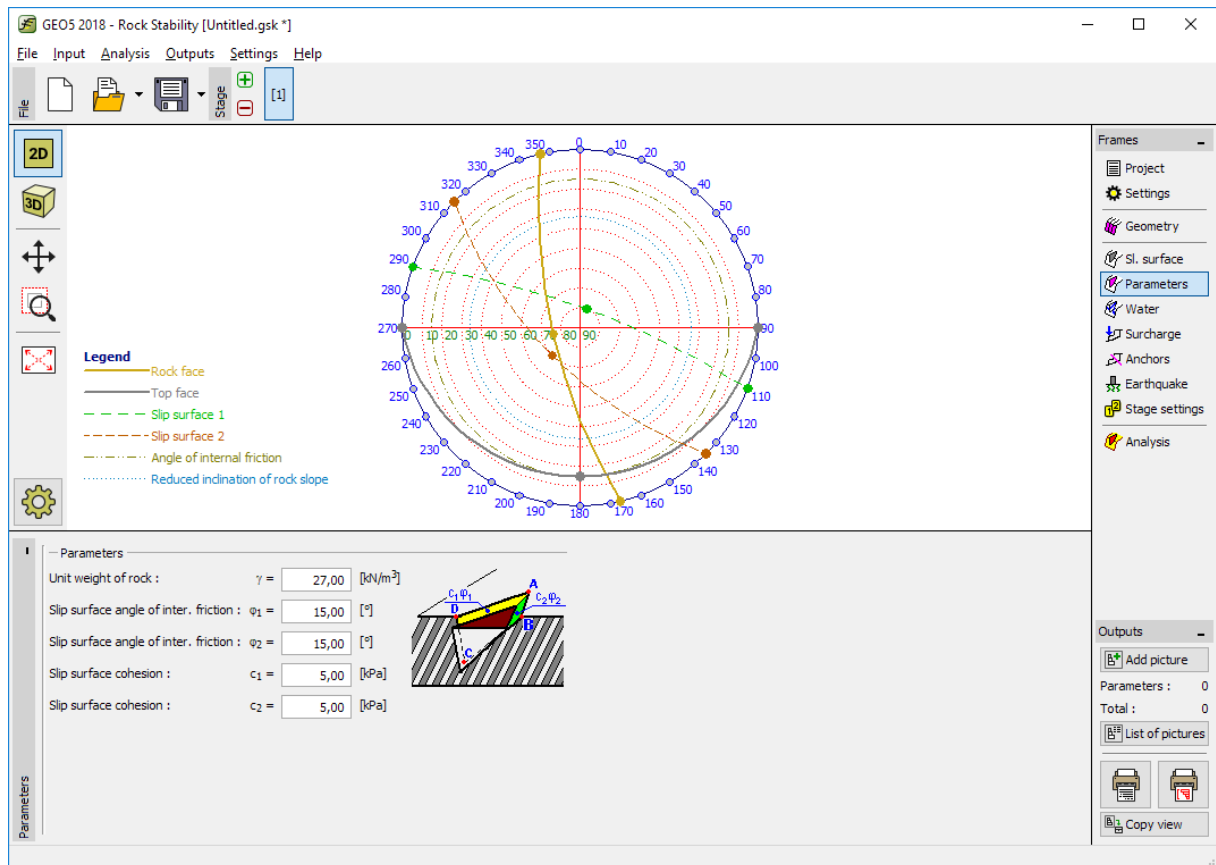 GEO5 2018 - Rock Stability [Untitled.gsk *]
File Input Analysis Outputs Settings Help
File
Stage
[1]
2D
3D
0
10
20
30
40
50
60
70
80
90
100
110
130
140
150
160
170
180
190
200
210
220
230
240
250
260
270
280
290
300
310
320
330
340
350
0 10 20 30 40 50 60 70 80 90
Legend
Rock face
Top face
Slip surface 1
Slip surface 2
Angle of internal friction
Reduced inclination of rock slope
Frames
Project
Settings
Geometry
Sl. surface
Parameters
Water
Surcharge
Anchors
Earthquake
Stage settings
Analysis
Parameters
Parameters
Unit weight of rock : γ = 27,00 [kN/m³]
Slip surface angle of inter. friction : φ1 = 15,00 [°]
Slip surface angle of inter. friction : φ2 = 15,00 [°]
Slip surface cohesion : c1 = 5,00 [kPa]
Slip surface cohesion : c2 = 5,00 [kPa]
A
c1φ1
c2φ2
D
B
C
Outputs
Add picture
Parameters : 0
Total : 0
List of pictures
Copy view